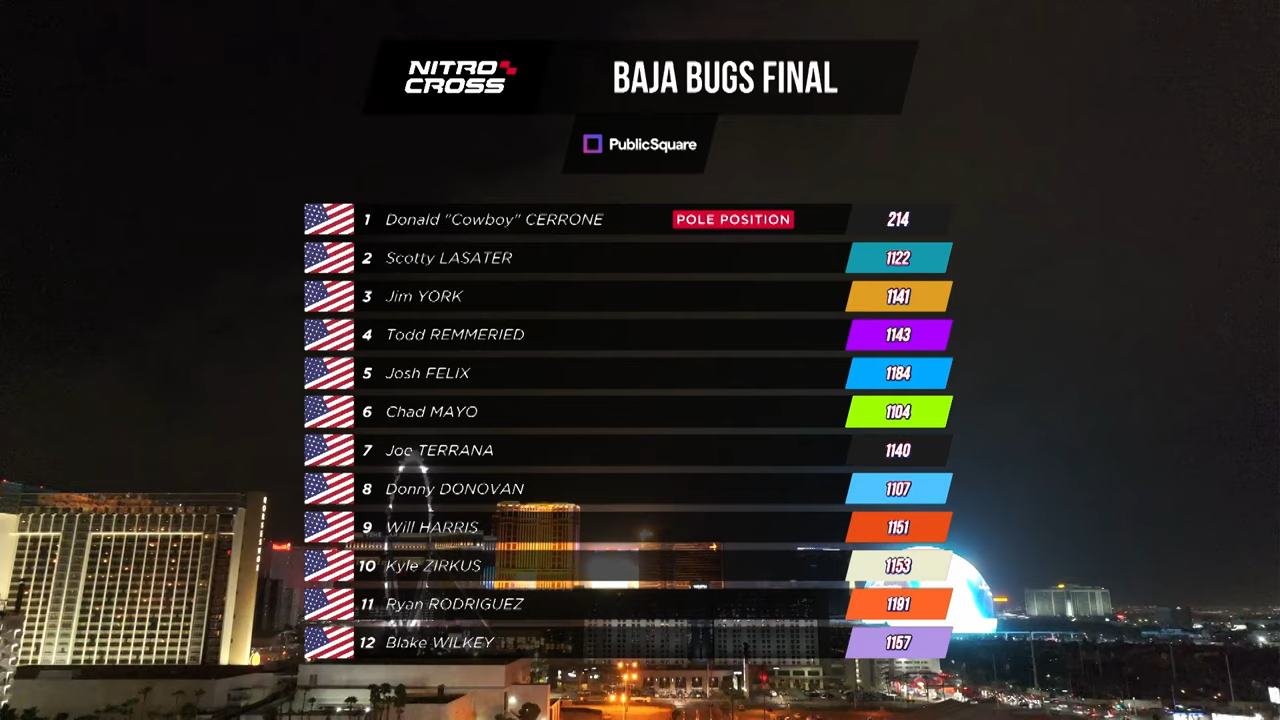 NITRO CROSS
BAJA BUGS FINAL
PublicSquare
1 Donald "Cowboy" CERRONE POLE POSITION 214
2 Scotty LASATER 1122
3 Jim YORK 1141
4 Todd REMMERIED 1143
5 Josh FELIX 1184
6 Chad MAYO 1104
7 Joe TERRANA 1140
8 Donny DONOVAN 1107
9 Will HARRIS 1151
10 Kyle ZIRKUS 1153
11 Ryan RODRIGUEZ 1191
12 Blake WILKEY 1157